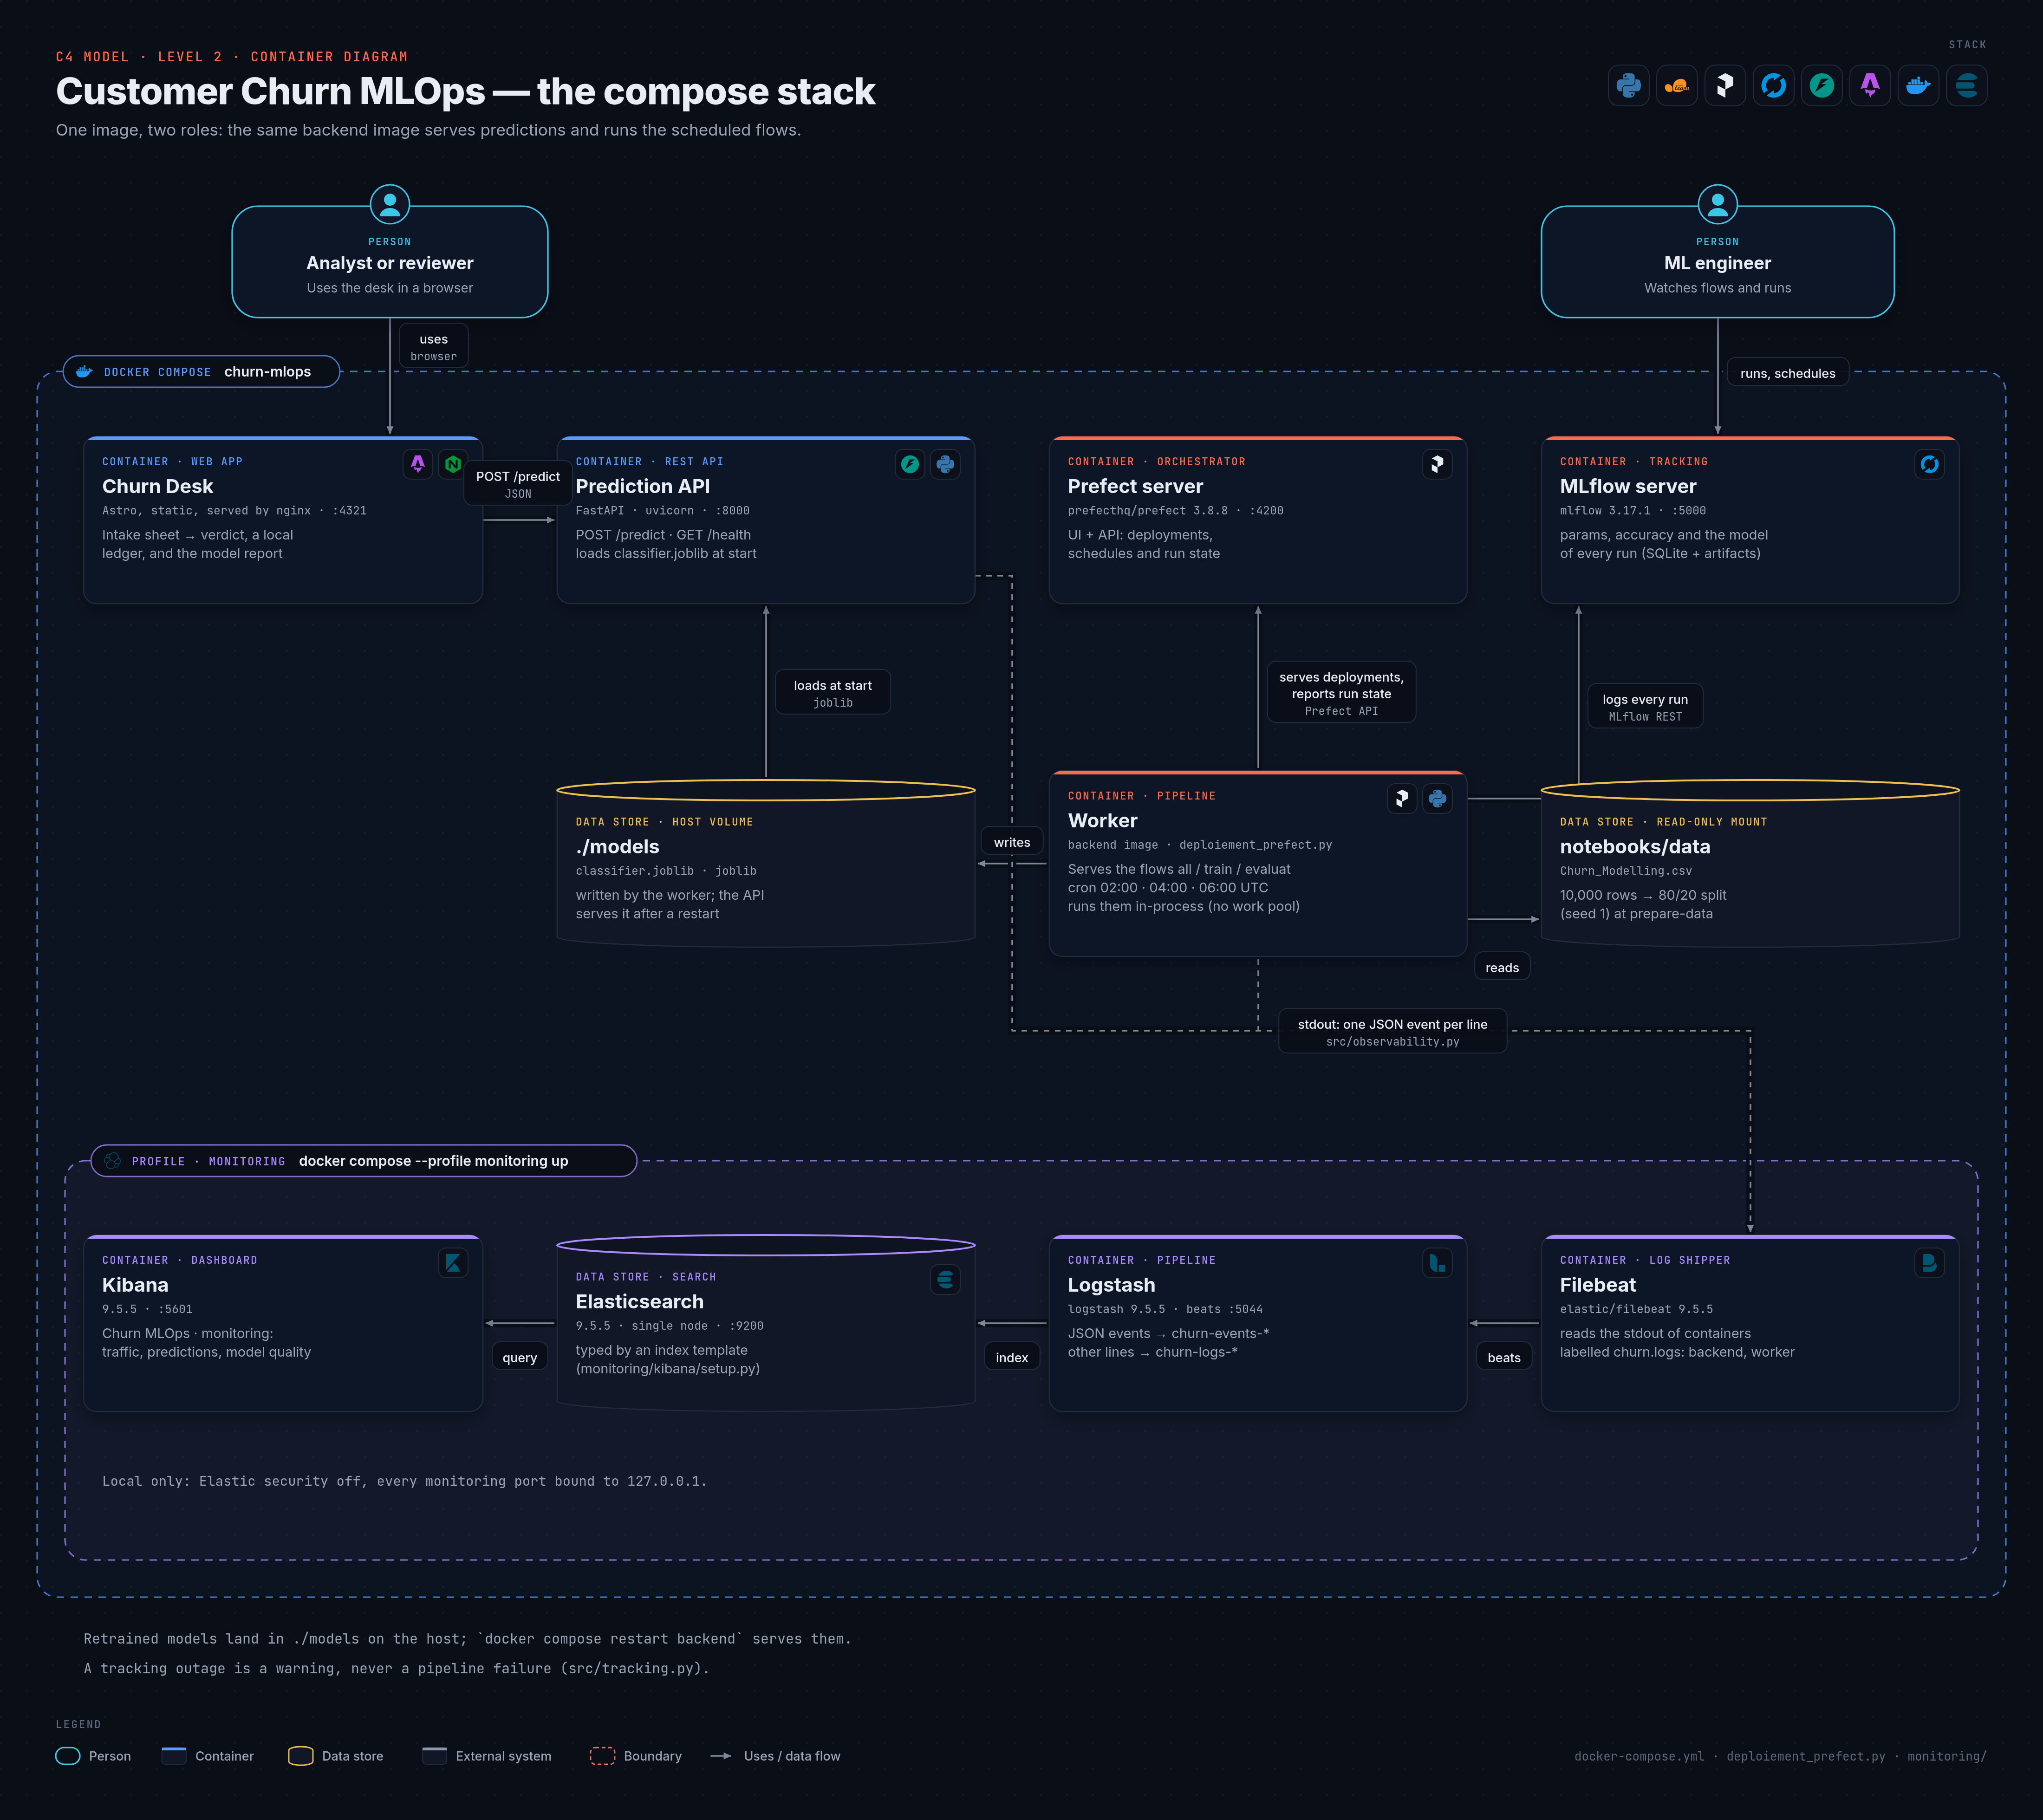 C4 MODEL · LEVEL 2 · CONTAINER DIAGRAM
STACK
Customer Churn MLOps — the compose stack
One image, two roles: the same backend image serves predictions and runs the scheduled flows.
PERSON
Analyst or reviewer
Uses the desk in a browser
PERSON
ML engineer
Watches flows and runs
uses
browser
DOCKER COMPOSE churn-mlops
runs, schedules
CONTAINER · WEB APP
Churn Desk
Astro, static, served by nginx · :4321
Intake sheet → verdict, a local
ledger, and the model report
POST /predict
JSON
CONTAINER · REST API
Prediction API
FastAPI · uvicorn · :8000
POST /predict · GET /health
loads classifier.joblib at start
CONTAINER · ORCHESTRATOR
Prefect server
prefecthq/prefect 3.8.8 · :4200
UI + API: deployments,
schedules and run state
CONTAINER · TRACKING
MLflow server
mlflow 3.17.1 · :5000
params, accuracy and the model
of every run (SQLite + artifacts)
loads at start
joblib
serves deployments,
reports run state
Prefect API
logs every run
MLflow REST
DATA STORE · HOST VOLUME
./models
classifier.joblib · joblib
written by the worker; the API
serves it after a restart
writes
CONTAINER · PIPELINE
Worker
backend image · deploiement_prefect.py
Serves the flows all / train / evaluat
cron 02:00 · 04:00 · 06:00 UTC
runs them in-process (no work pool)
reads
DATA STORE · READ-ONLY MOUNT
notebooks/data
Churn_Modelling.csv
10,000 rows → 80/20 split
(seed 1) at prepare-data
stdout: one JSON event per line
src/observability.py
PROFILE · MONITORING docker compose --profile monitoring up
CONTAINER · DASHBOARD
Kibana
9.5.5 · :5601
Churn MLOps · monitoring:
traffic, predictions, model quality
query
DATA STORE · SEARCH
Elasticsearch
9.5.5 · single node · :9200
typed by an index template
(monitoring/kibana/setup.py)
index
CONTAINER · PIPELINE
Logstash
logstash 9.5.5 · beats :5044
JSON events → churn-events-*
other lines → churn-logs-*
beats
CONTAINER · LOG SHIPPER
Filebeat
elastic/filebeat 9.5.5
reads the stdout of containers
labelled churn.logs: backend, worker
Local only: Elastic security off, every monitoring port bound to 127.0.0.1.
Retrained models land in ./models on the host; `docker compose restart backend` serves them.
A tracking outage is a warning, never a pipeline failure (src/tracking.py).
LEGEND
Person
Container
Data store
External system
Boundary
Uses / data flow
docker-compose.yml · deploiement_prefect.py · monitoring/